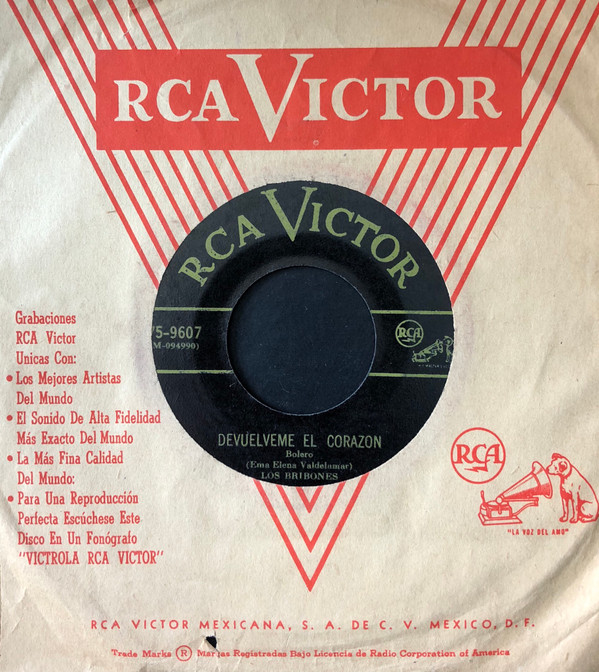 RCA VICTOR
RCA VICTOR
75-9607
M-094990)
RCA
DEVUELVEME EL CORAZON
Bolero
(Ema Elena Valdelamar)
LOS BRIBONES
Grabaciones
RCA Victor
Unicas Con:
• Los Mejores Artistas
Del Mundo
• El Sonido De Alta Fidelidad
Más Exacto Del Mundo
• La Más Fina Calidad
Del Mundo:
• Para Una Reproducción
Perfecta Escúchese Este
Disco En Un Fonógrafo
"VICTROLA RCA VICTOR"
RCA
"LA VOZ DEL AMO"
RCA VICTOR MEXICANA, S. A. DE C. V. MEXICO, D. F.
Trade Marks ® Marcas Registradas Bajo Licencia de Radio Corporation of America